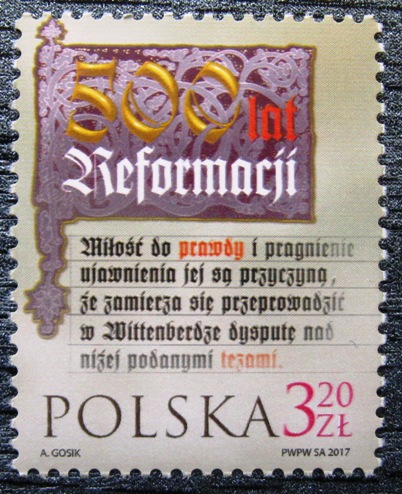 500 lat
Reformacji
Miłość do prawdy i pragnienie
ujawnienia jej są przyczyną,
że zamierza się przeprowadzić
w Wittenberdze dysputę nad
niżej podanymi tezami.
POLSKA 3 20 ZŁ
A. GOSIK PWPW SA 2017